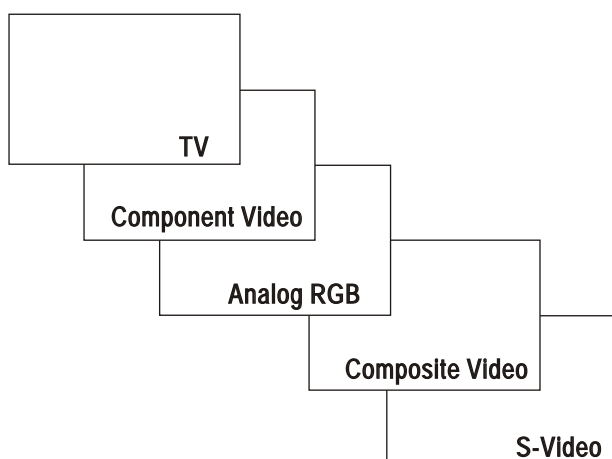 TV
Component Video
Analog RGB
Composite Video
S-Video